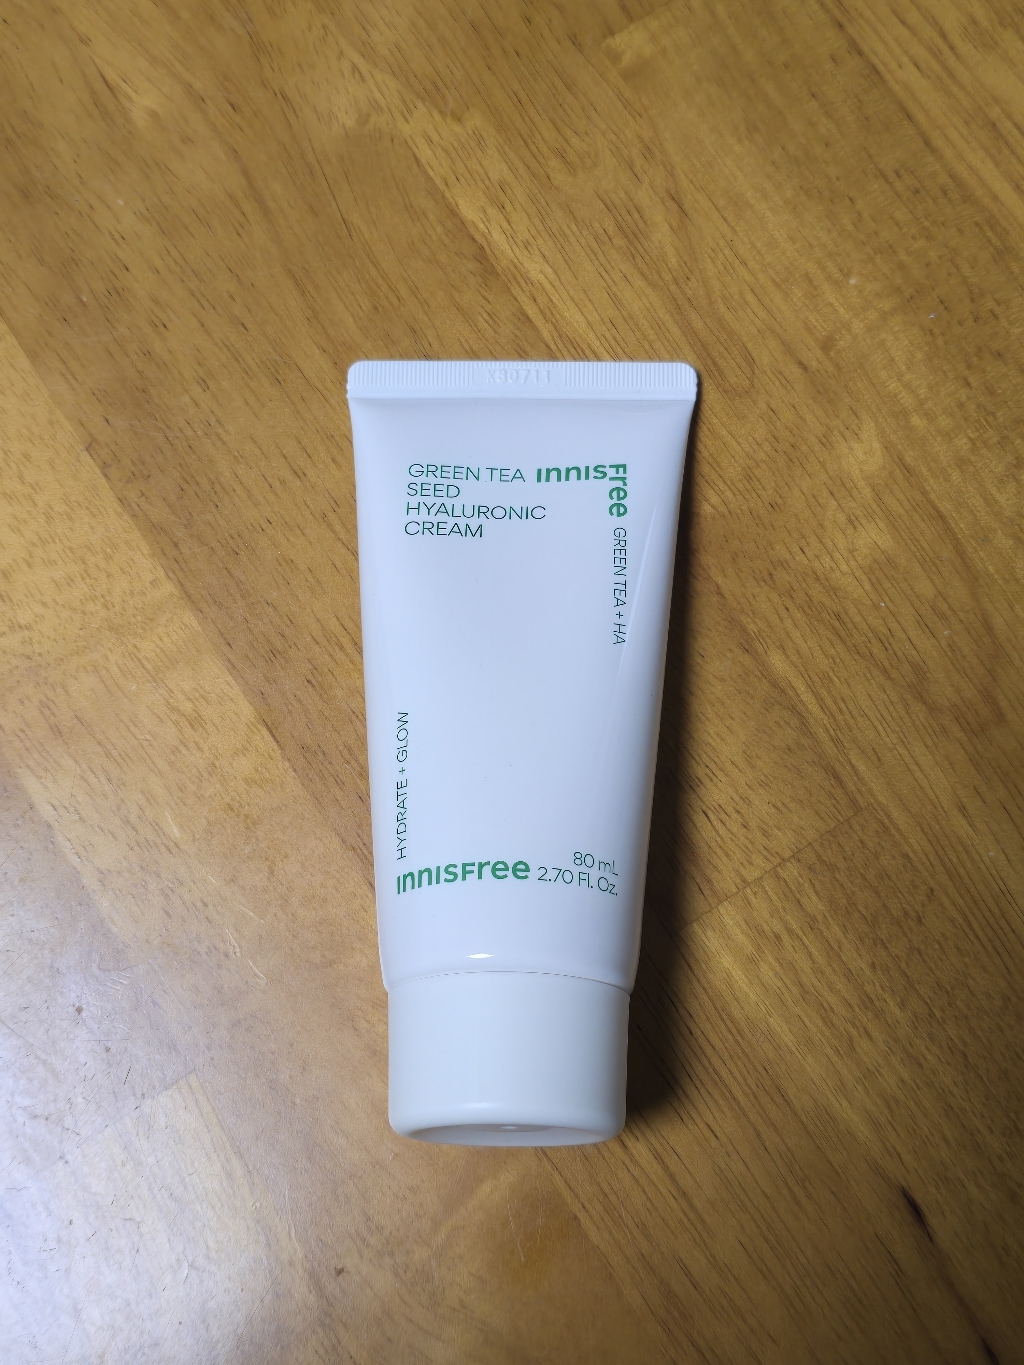 GREEN TEA
SEED
HYALURONIC
CREAM
INNISFree
GREEN TEA + HA
HYDRATE + GLOW
INNISFree
80 mL
2.70 Fl. Oz.